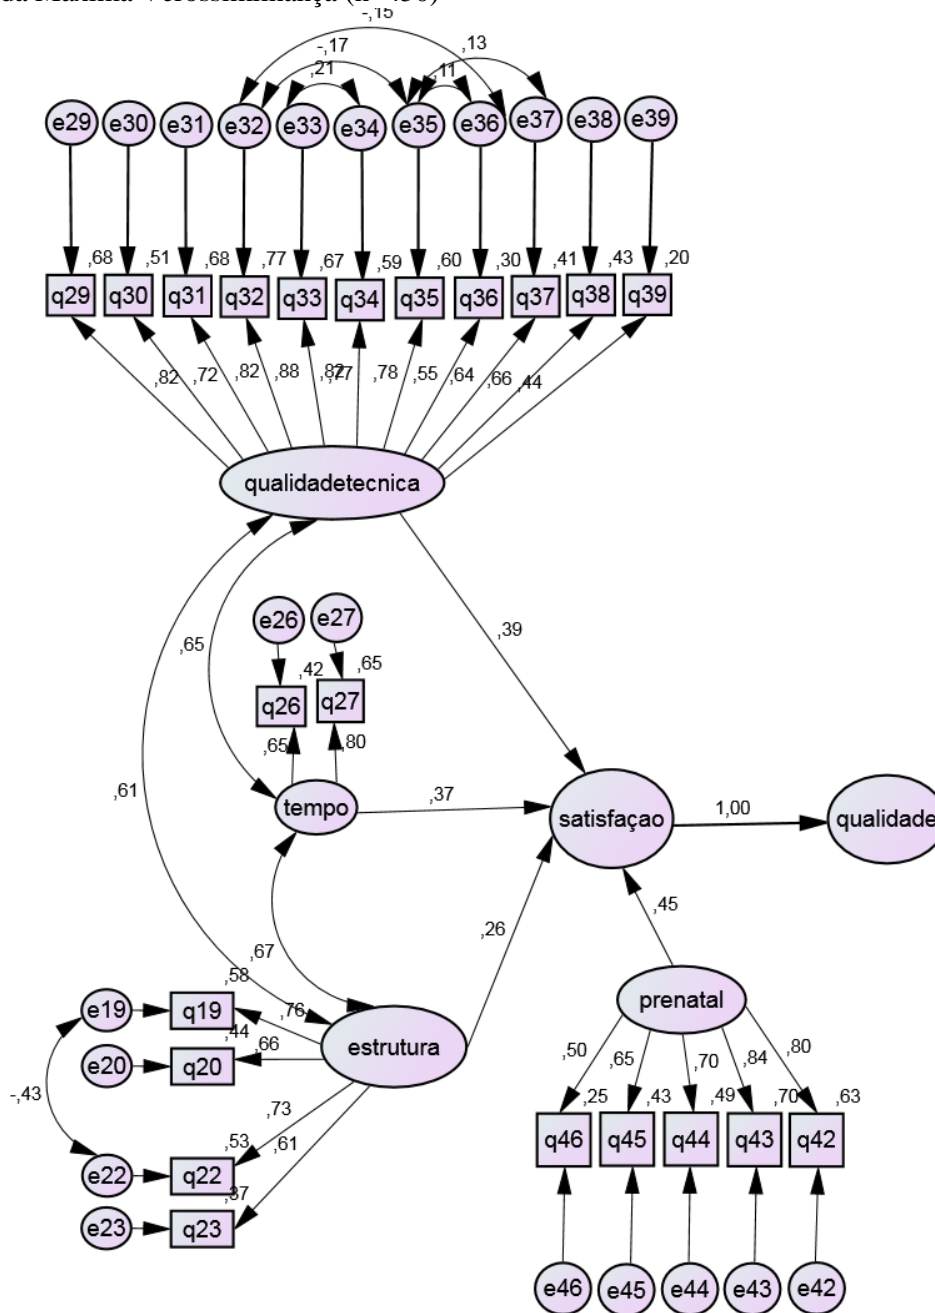 -,15
-,17 ,13
,21 ,11
e29 e30 e31 e32 e33 e34 e35 e36 e37 e38 e39
,68 ,51 ,68 ,77 ,67 ,59 ,60 ,30 ,41 ,43 ,20
q29 q30 q31 q32 q33 q34 q35 q36 q37 q38 q39
,82 ,72 ,82 ,88 ,82 ,77 ,78 ,55 ,64 ,66 ,44
qualidadetecnica
,65 ,39
e26 e27
,42 ,65
q26 q27
,65 ,80
,61
tempo ,37 satisfaçao 1,00 qualidade
,26 ,45
,67
,58
e19 q19 ,76 estrutura prenatal
,44
e20 q20 ,66
-,43
,73
,53 ,61
e22 q22
,37
e23 q23
,50 ,65 ,70 ,84 ,80
,25 ,43 ,49 ,70 ,63
q46 q45 q44 q43 q42
e46 e45 e44 e43 e42